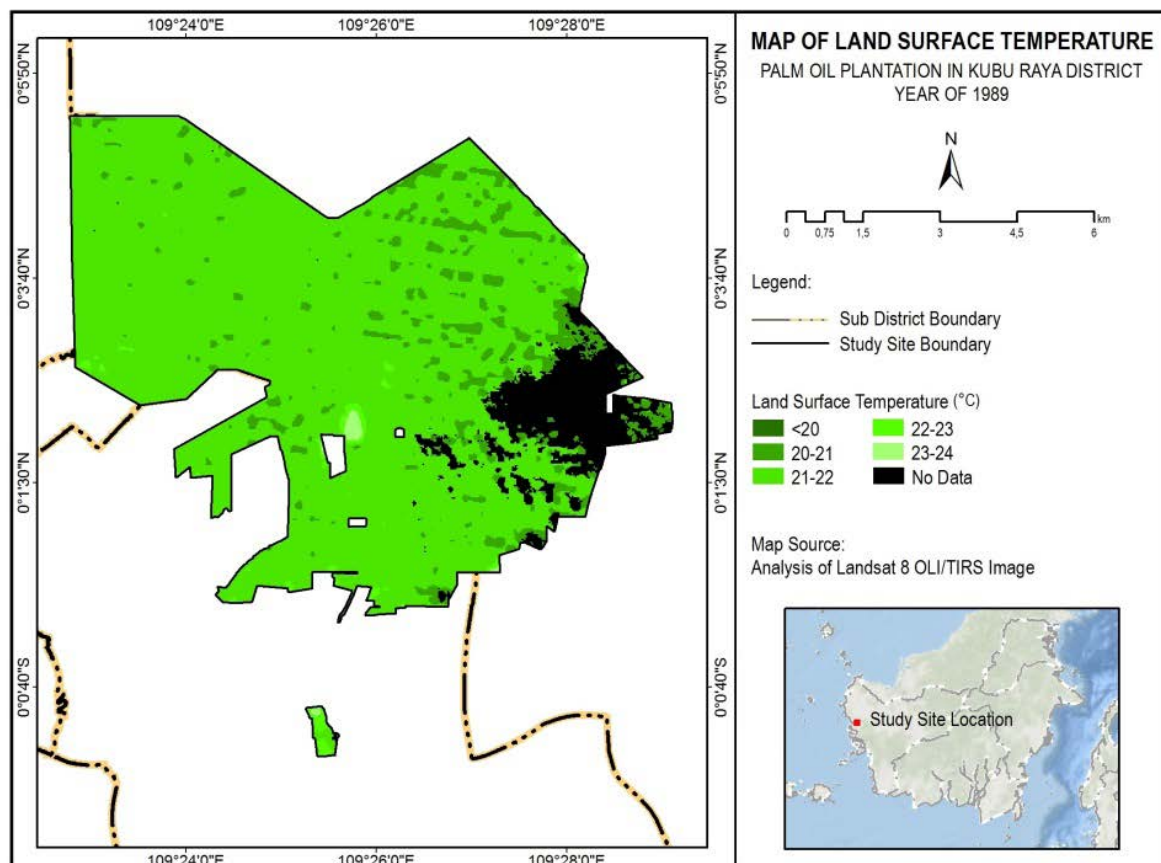 109°24'0"E 109°26'0"E 109°28'0"E
0°5'50"N 0°5'50"N
0°3'40"N 0°3'40"N
0°1'30"N 0°1'30"N
0°0'40"S 0°0'40"S
109°24'0"E 109°26'0"E 109°28'0"E
MAP OF LAND SURFACE TEMPERATURE
PALM OIL PLANTATION IN KUBU RAYA DISTRICT
YEAR OF 1989
N
km
0 0,75 1,5 3 4,5 6
Legend:
Sub District Boundary
Study Site Boundary
Land Surface Temperature (°C)
<20 22-23
20-21 23-24
21-22 No Data
Map Source:
Analysis of Landsat 8 OLI/TIRS Image
Study Site Location